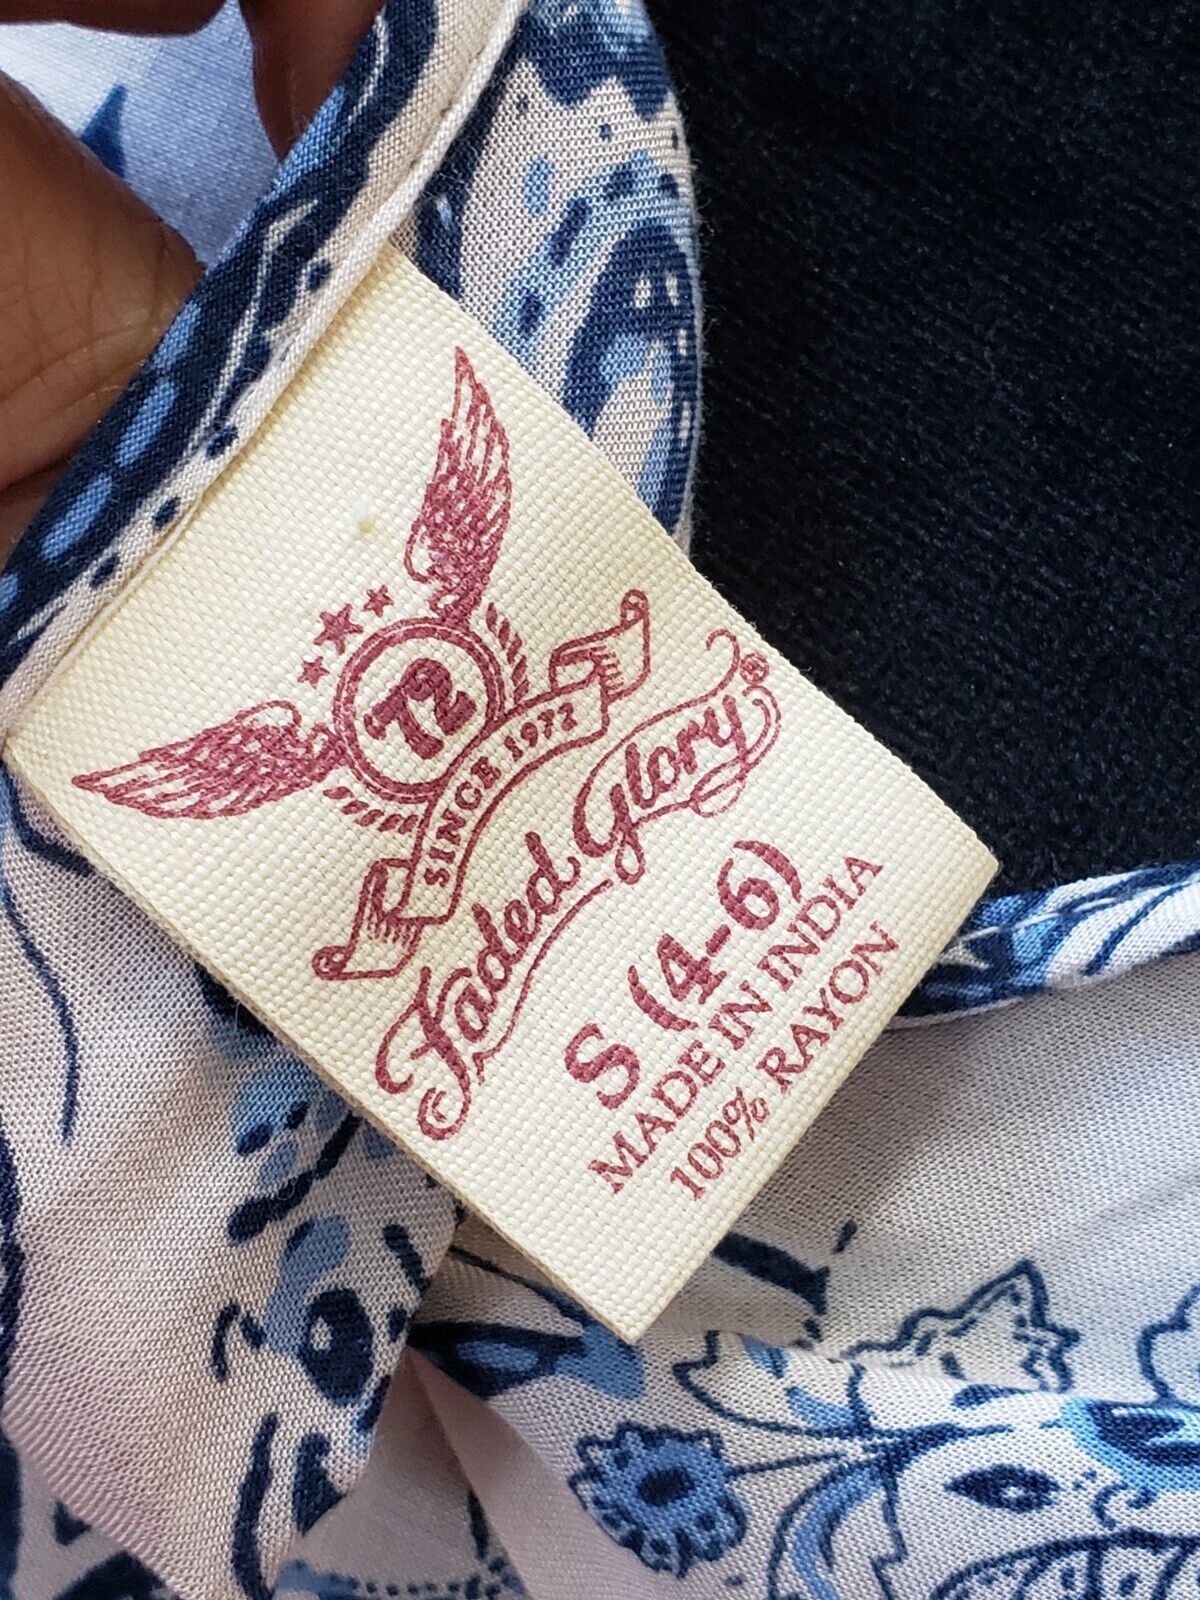 '72
SINCE 1972
Faded Glory®
S (4-6)
MADE IN INDIA
100% RAYON